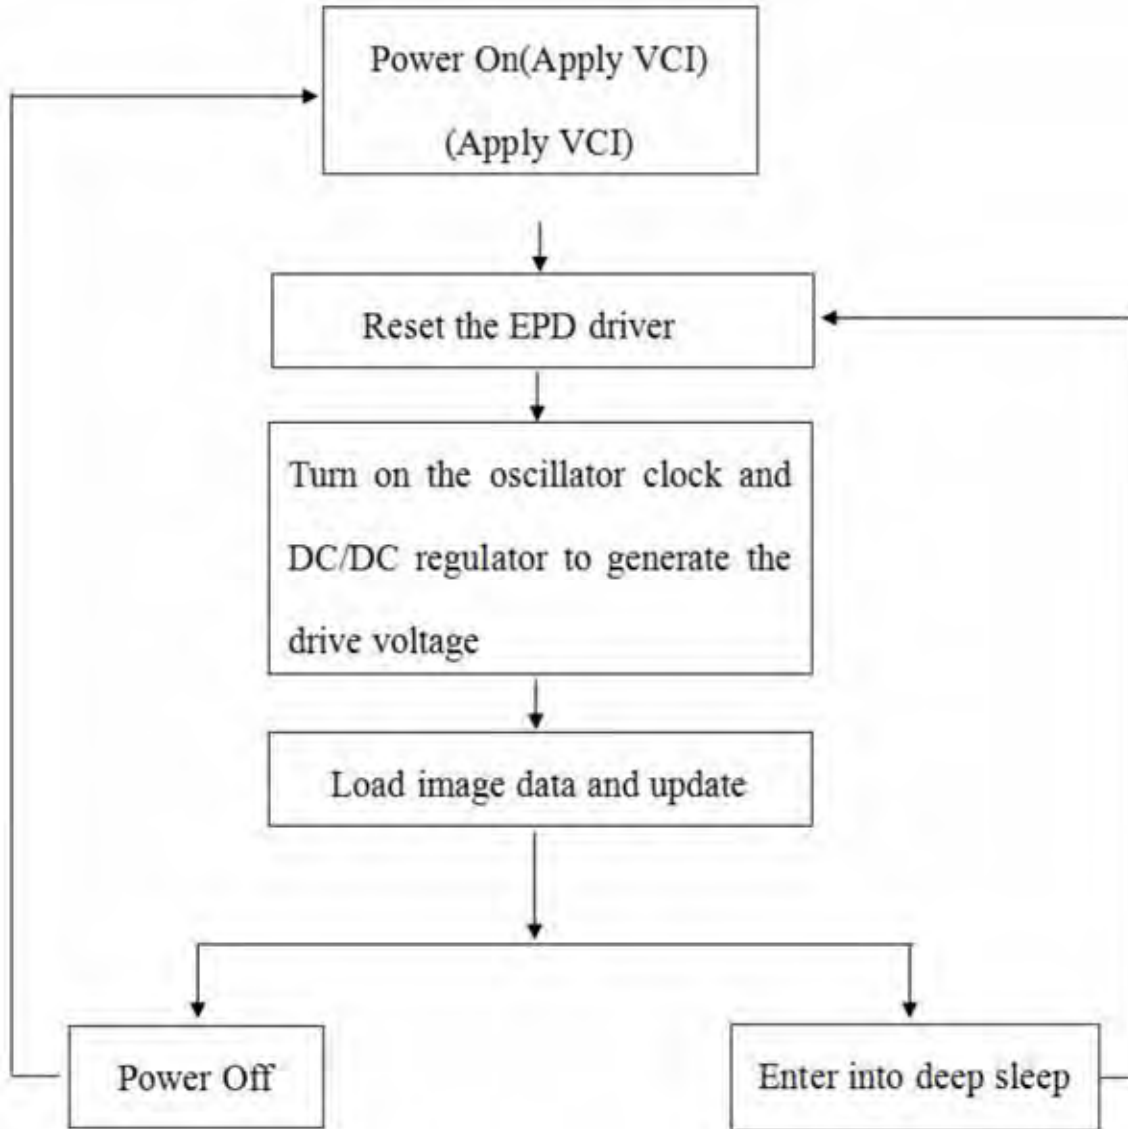 Power On(Apply VCI)
(Apply VCI)
Reset the EPD driver
Turn on the oscillator clock and
DC/DC regulator to generate the
drive voltage
Load image data and update
Power Off
Enter into deep sleep